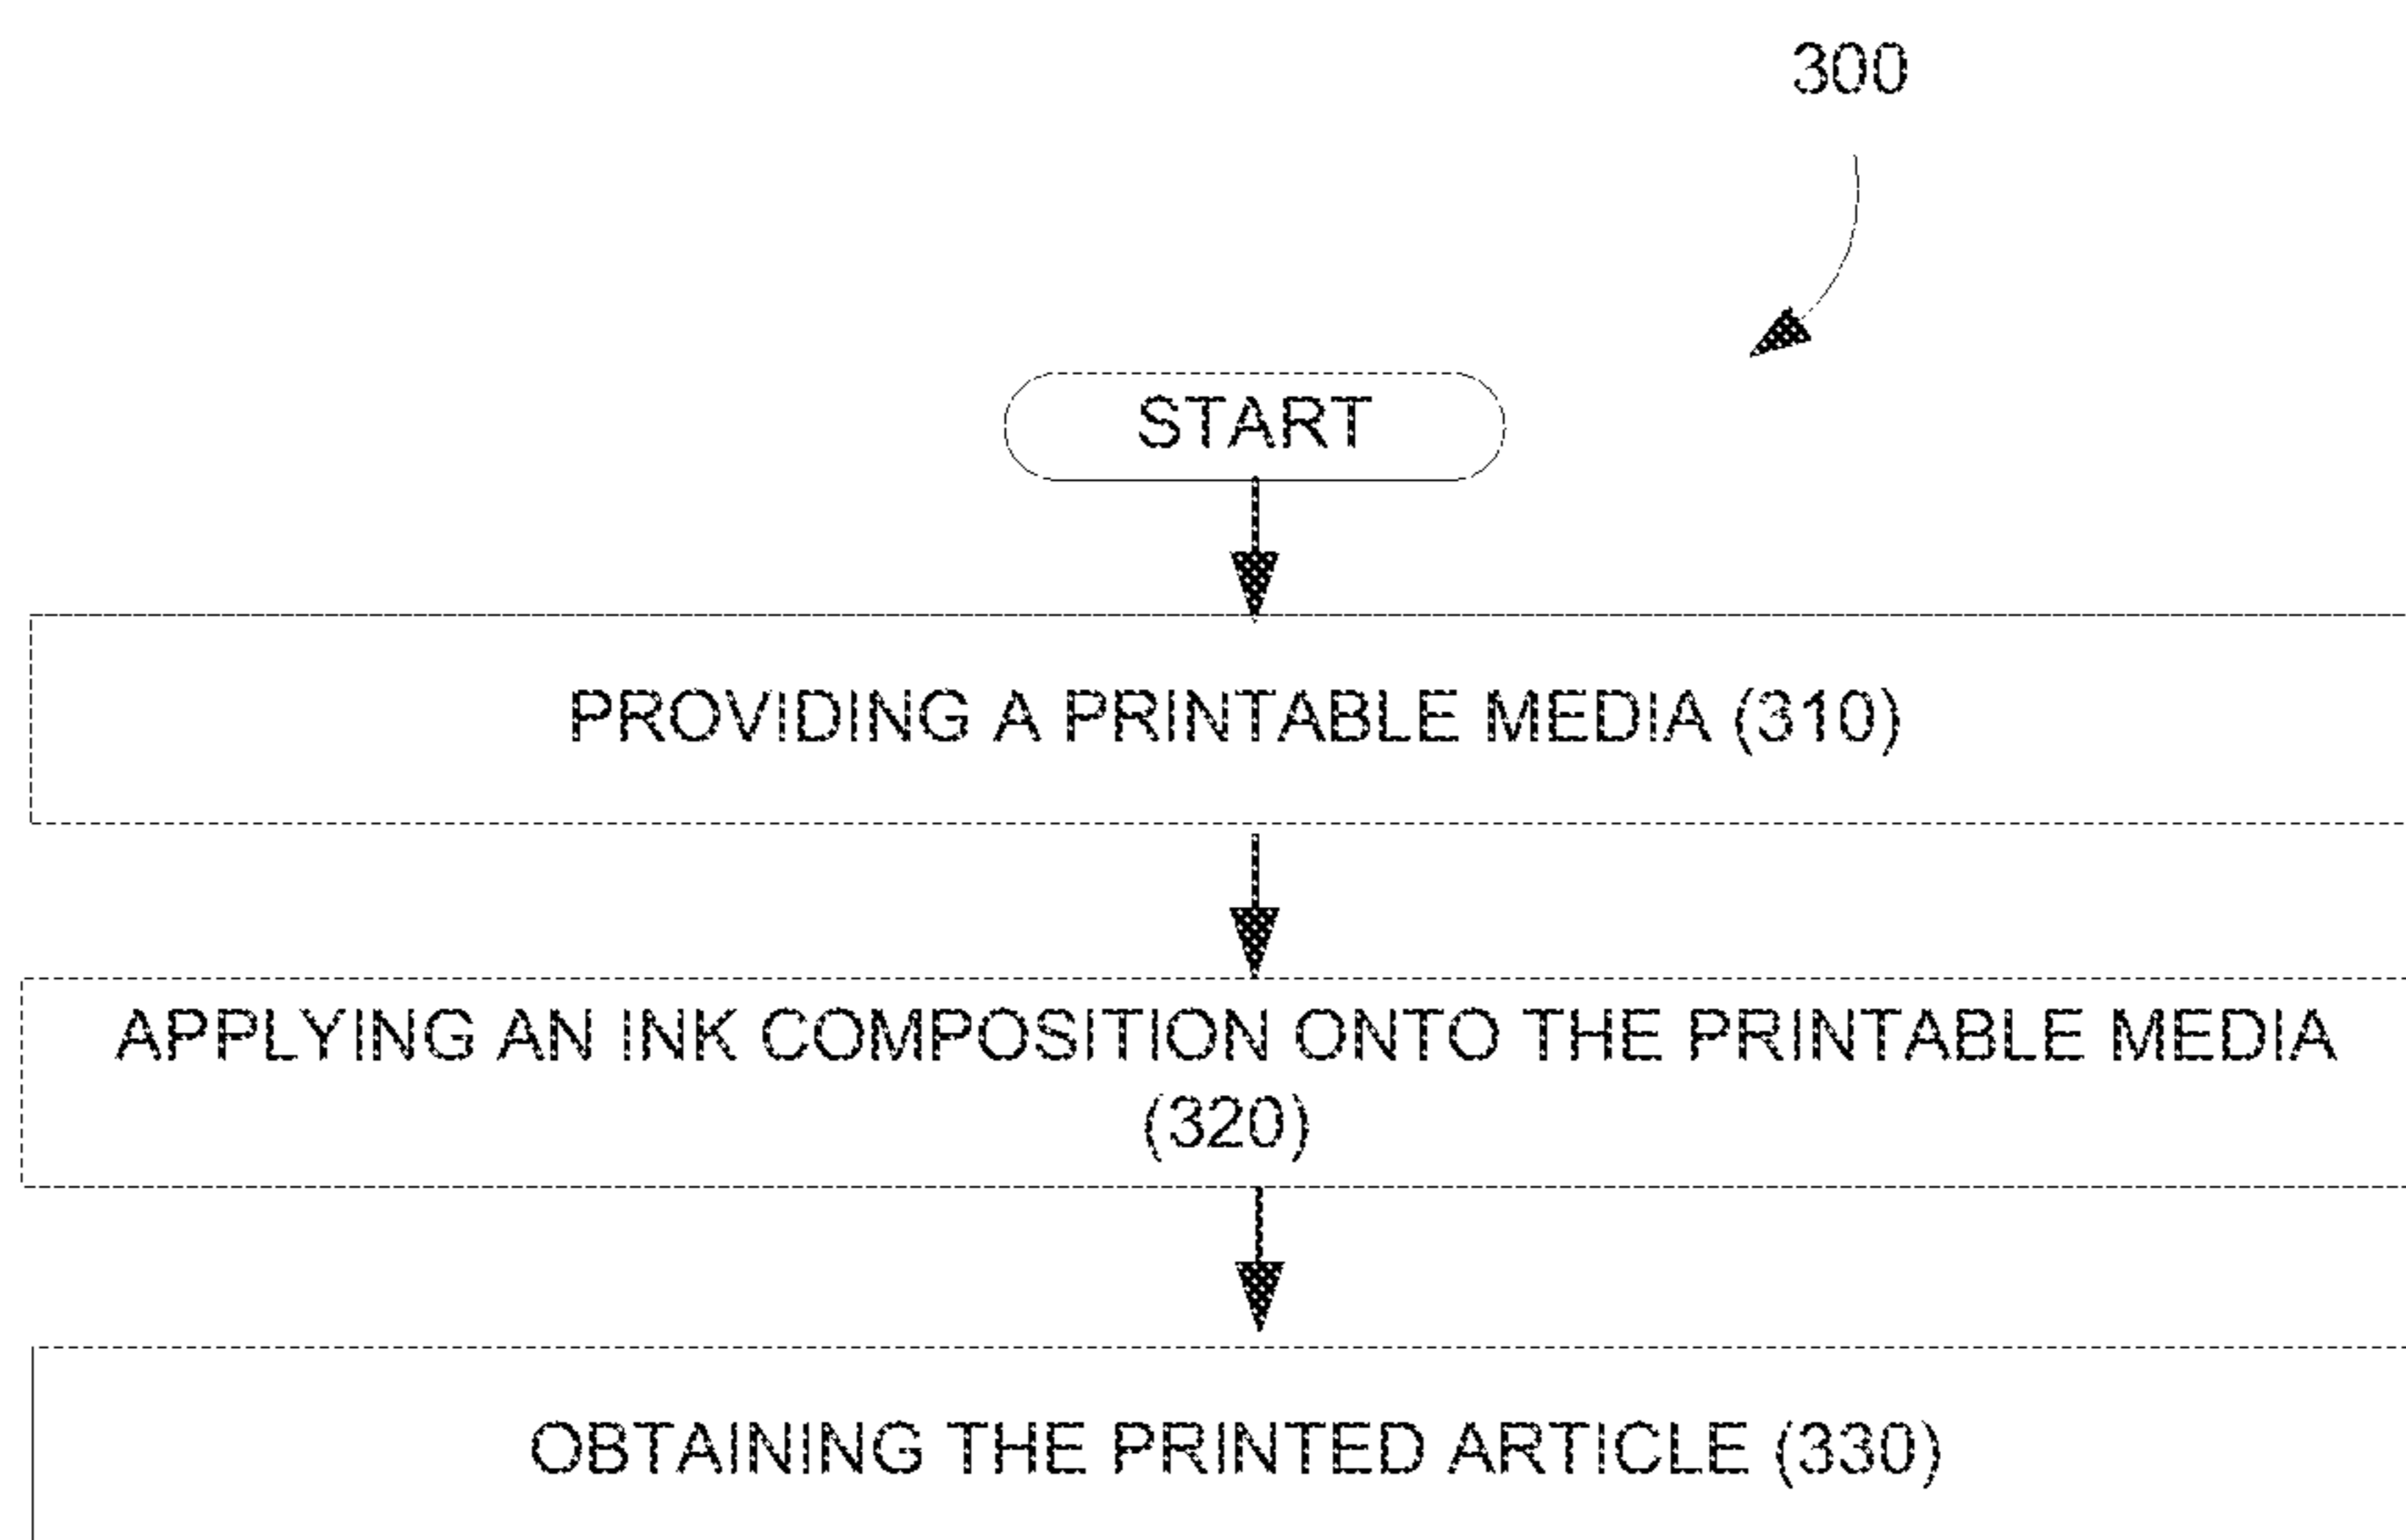 300
START
PROVIDING A PRINTABLE MEDIA (310)
APPLYING AN INK COMPOSITION ONTO THE PRINTABLE MEDIA
(320)
OBTAINING THE PRINTED ARTICLE (330)